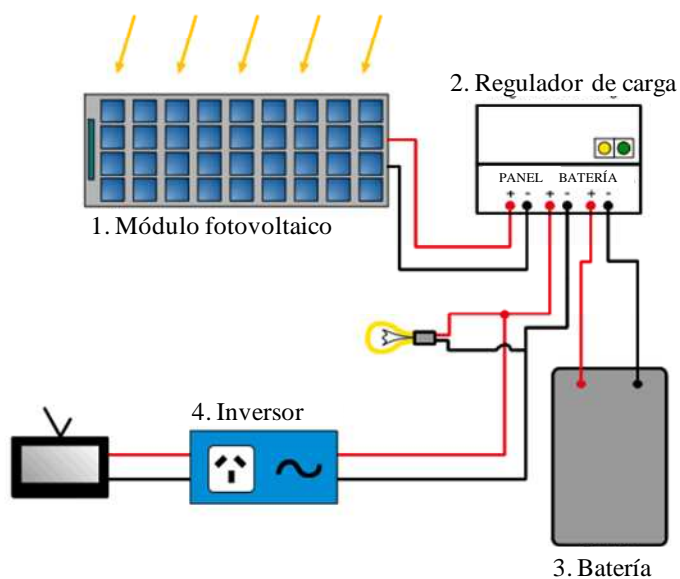 2. Regulador de carga
PANEL BATERÍA
+ - + - + -
1. Módulo fotovoltaico
4. Inversor
3. Batería